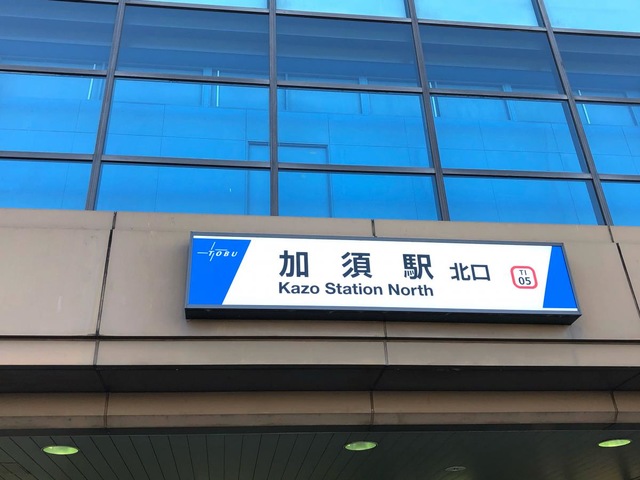 TOBU
加須駅 北口
Kazo Station North
TI
05